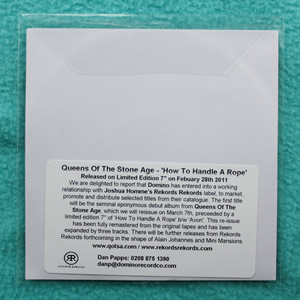 Queens Of The Stone Age - 'How To Handle A Rope'
Released on Limited Edition 7" on Febuary 28th 2011
We are delighted to report that Domino has entered into a working
relationship with Joshua Homme's Rekords Rekords label, to market,
promote and distribute selected titles from their catalogue. The first title
will be the seminal eponymous debut album from Queens Of The
Stone Age, which we will reissue on March 7th, preceeded by a
limited edition 7" of 'How To Handle A Rope' b/w 'Avon'. This re-issue
has been fully remastered from the original tapes and has been
expanded by three tracks. There will be further releases from Rekords
Rekords forthcoming in the shape of Alain Johannes and Mini Mansions.
www.qotsa.com / www.rekordsrekords.com
Dan Papps: 0208 875 1390
danp@dominorecordco.com